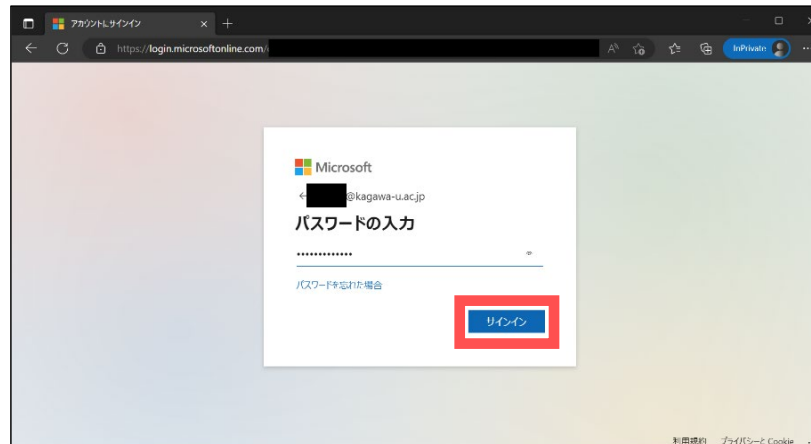 アカウントにサインイン
https://login.microsoftonline.com/
InPrivate
Microsoft
@kagawa-u.ac.jp
パスワードの入力
•••••••••••••
パスワードを忘れた場合
サインイン
利用規約 プライバシーと Cookie